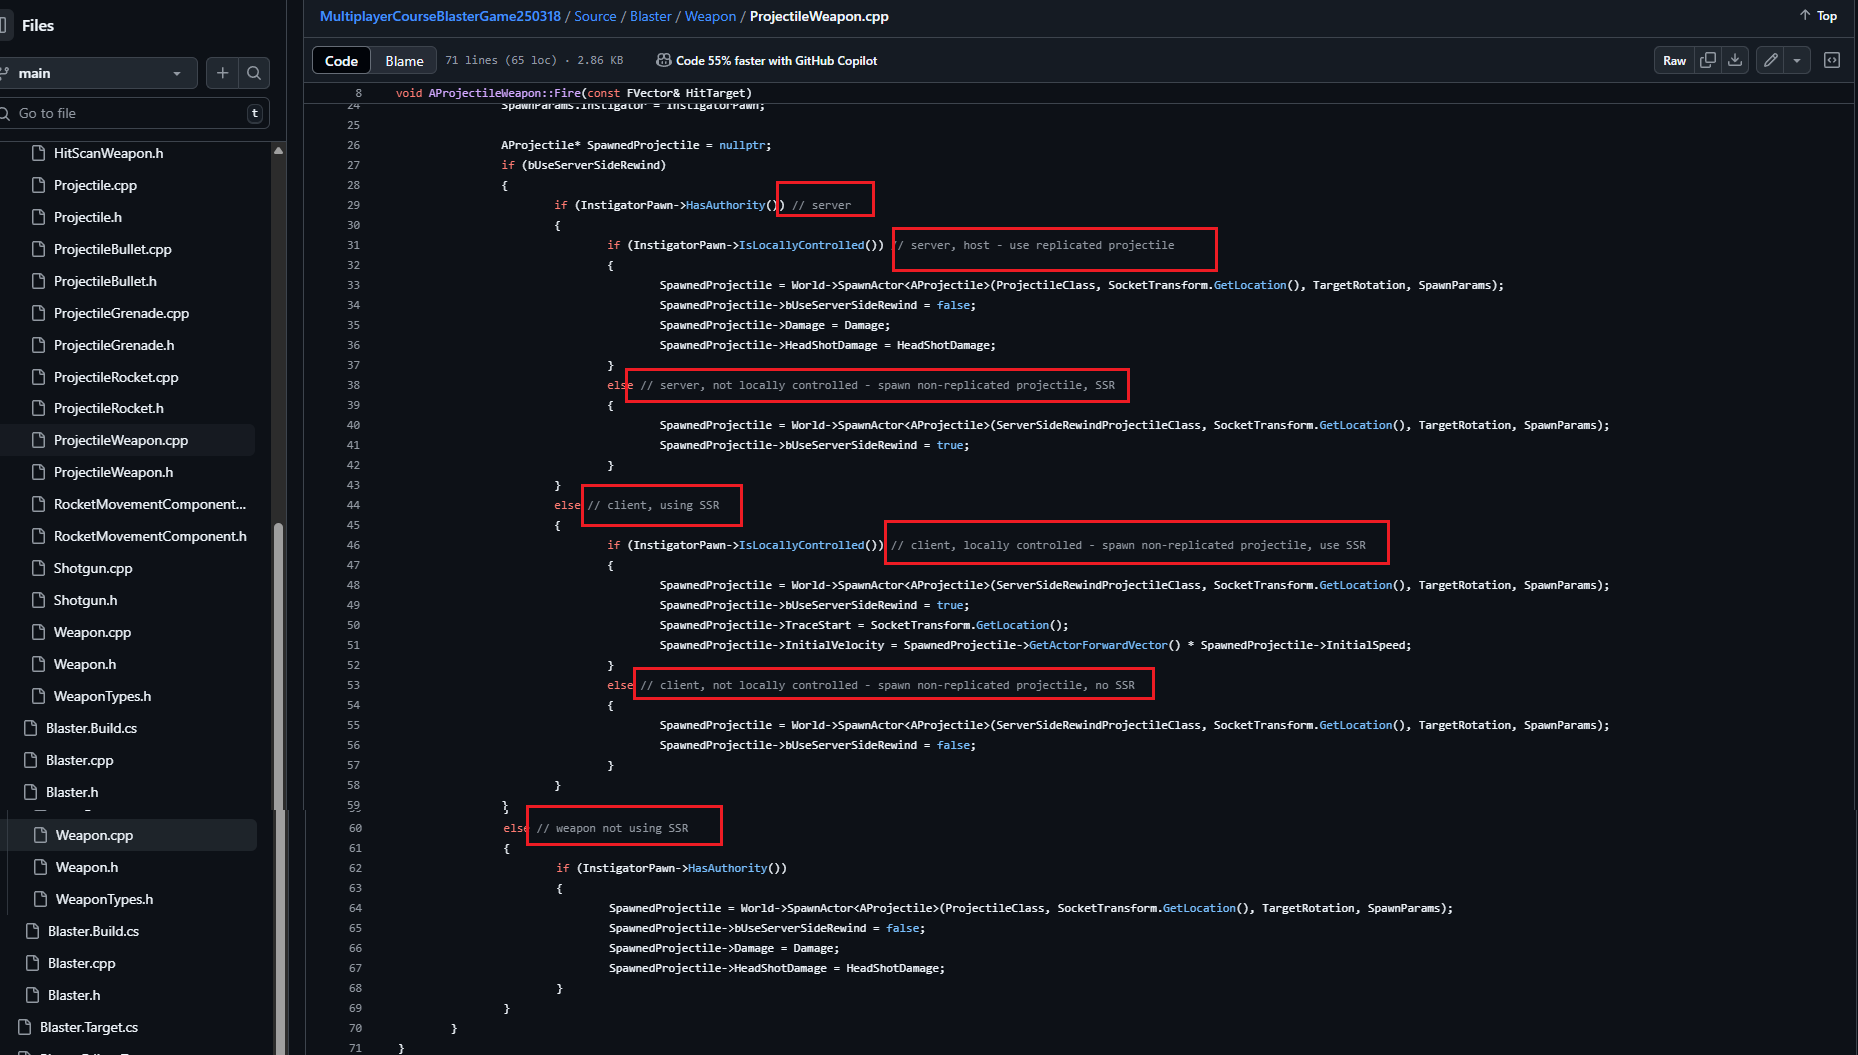 Files
main
Go to file
t
HitScanWeapon.h
Projectile.cpp
Projectile.h
ProjectileBullet.cpp
ProjectileBullet.h
ProjectileGrenade.cpp
ProjectileGrenade.h
ProjectileRocket.cpp
ProjectileRocket.h
ProjectileWeapon.cpp
ProjectileWeapon.h
RocketMovementComponent...
RocketMovementComponent.h
Shotgun.cpp
Shotgun.h
Weapon.cpp
Weapon.h
WeaponTypes.h
Blaster.Build.cs
Blaster.cpp
Blaster.h
Weapon.cpp
Weapon.h
WeaponTypes.h
Blaster.Build.cs
Blaster.cpp
Blaster.h
Blaster.Target.cs
MultiplayerCourseBlasterGame250318 / Source / Blaster / Weapon / ProjectileWeapon.cpp
Top
Code Blame 71 lines (65 loc) · 2.86 KB Code 55% faster with GitHub Copilot Raw
8 void AProjectileWeapon::Fire(const FVector& HitTarget)
24 SpawnParams.Instigator = InstigatorPawn;
25
26 AProjectile* SpawnedProjectile = nullptr;
27 if (bUseServerSideRewind)
28 {
29 if (InstigatorPawn->HasAuthority()) // server
30 {
31 if (InstigatorPawn->IsLocallyControlled()) // server, host - use replicated projectile
32 {
33 SpawnedProjectile = World->SpawnActor<AProjectile>(ProjectileClass, SocketTransform.GetLocation(), TargetRotation, SpawnParams);
34 SpawnedProjectile->bUseServerSideRewind = false;
35 SpawnedProjectile->Damage = Damage;
36 SpawnedProjectile->HeadShotDamage = HeadShotDamage;
37 }
38 else // server, not locally controlled - spawn non-replicated projectile, SSR
39 {
40 SpawnedProjectile = World->SpawnActor<AProjectile>(ServerSideRewindProjectileClass, SocketTransform.GetLocation(), TargetRotation, SpawnParams);
41 SpawnedProjectile->bUseServerSideRewind = true;
42 }
43 }
44 else // client, using SSR
45 {
46 if (InstigatorPawn->IsLocallyControlled()) // client, locally controlled - spawn non-replicated projectile, use SSR
47 {
48 SpawnedProjectile = World->SpawnActor<AProjectile>(ServerSideRewindProjectileClass, SocketTransform.GetLocation(), TargetRotation, SpawnParams);
49 SpawnedProjectile->bUseServerSideRewind = true;
50 SpawnedProjectile->TraceStart = SocketTransform.GetLocation();
51 SpawnedProjectile->InitialVelocity = SpawnedProjectile->GetActorForwardVector() * SpawnedProjectile->InitialSpeed;
52 }
53 else // client, not locally controlled - spawn non-replicated projectile, no SSR
54 {
55 SpawnedProjectile = World->SpawnActor<AProjectile>(ServerSideRewindProjectileClass, SocketTransform.GetLocation(), TargetRotation, SpawnParams);
56 SpawnedProjectile->bUseServerSideRewind = false;
57 }
58 }
59 }
60 else // weapon not using SSR
61 {
62 if (InstigatorPawn->HasAuthority())
63 {
64 SpawnedProjectile = World->SpawnActor<AProjectile>(ProjectileClass, SocketTransform.GetLocation(), TargetRotation, SpawnParams);
65 SpawnedProjectile->bUseServerSideRewind = false;
66 SpawnedProjectile->Damage = Damage;
67 SpawnedProjectile->HeadShotDamage = HeadShotDamage;
68 }
69 }
70 }
71 }